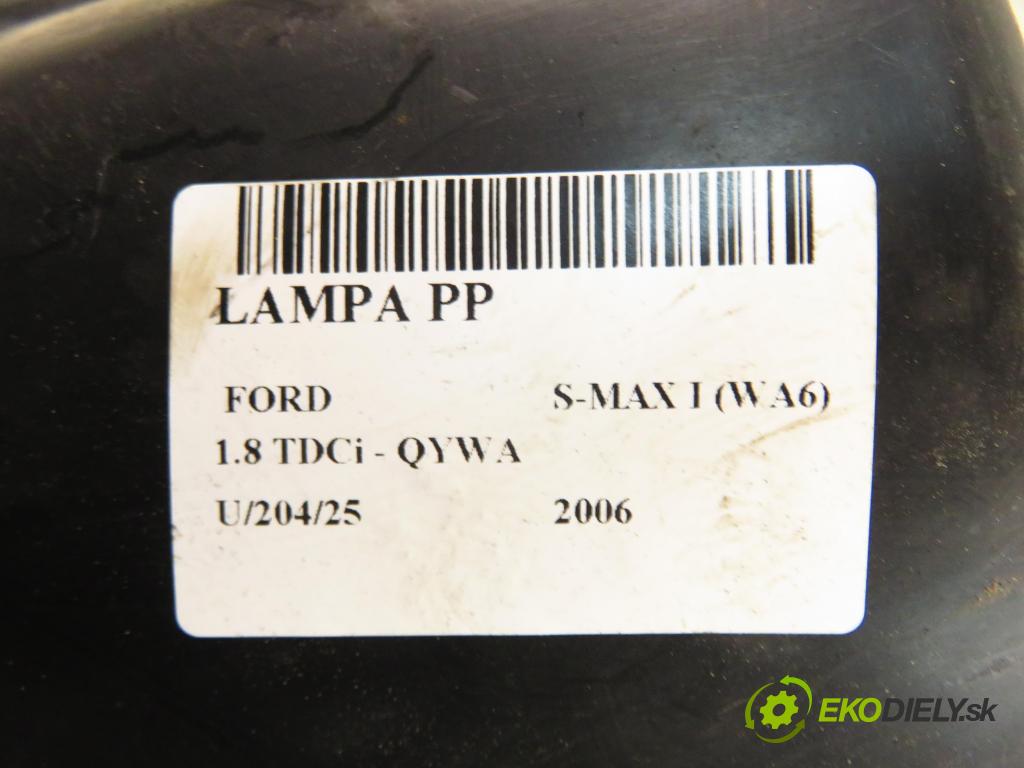 LAMPA PP
FORD S-MAX I (WA6)
1.8 TDCi - QYWA
U/204/25 2006
EKODIELY.sk